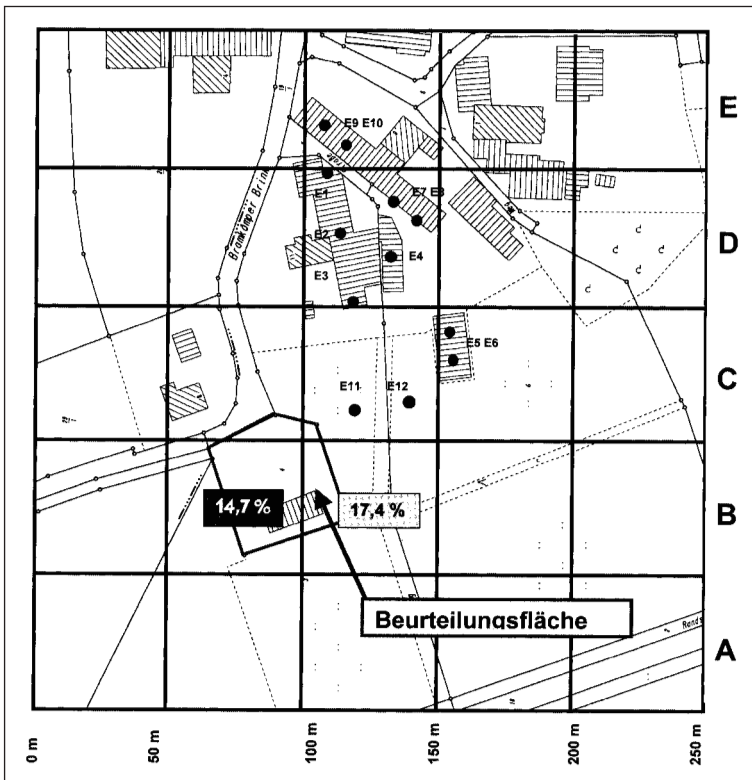 E
E9 E10
E1
E7 E8
Bramkämper Brink
E2
E4
D
E3
E5 E6
C
E11
E12
14,7 %
17,4 %
B
Beurteilungsfläche
A
0 m
50 m
100 m
150 m
200 m
250 m